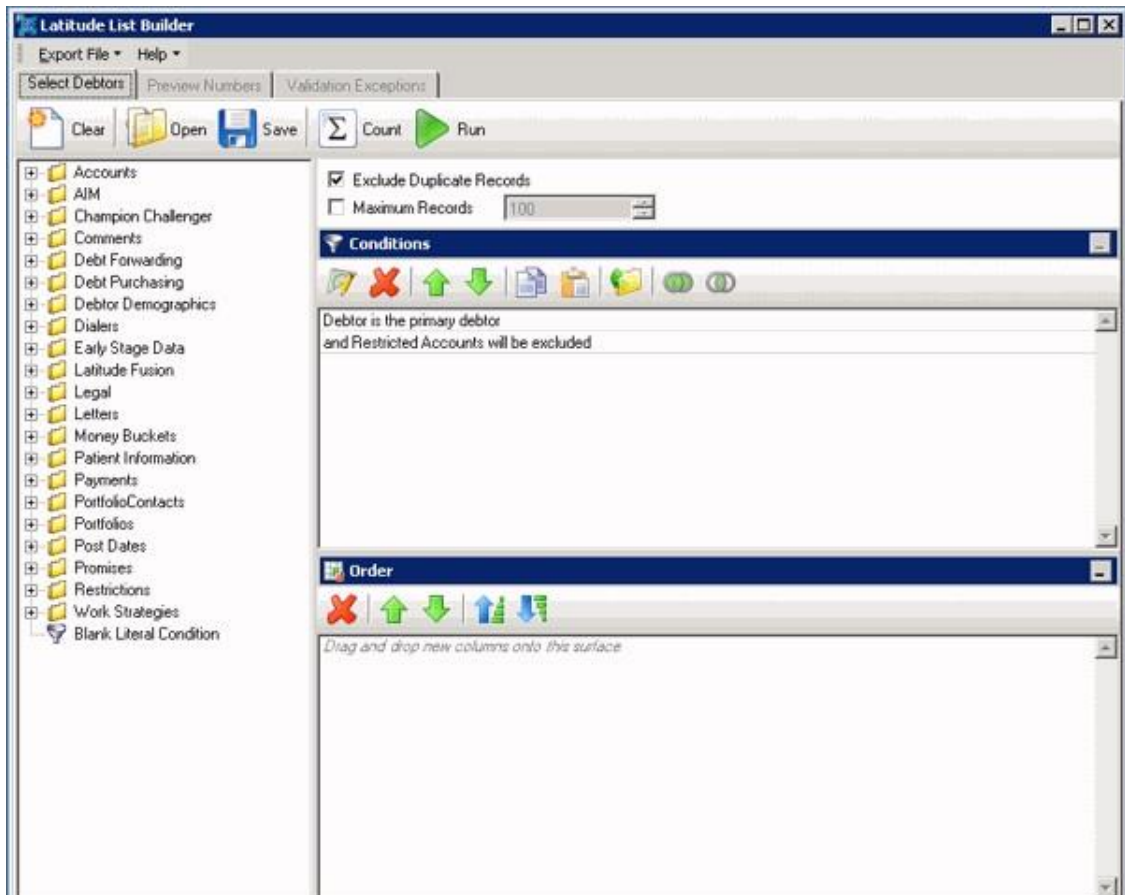 Latitude List Builder
Export File Help
Select Debtors Preview Numbers Validation Exceptions
Clear Open Save Σ Count Run
Accounts
AIM
Champion Challenger
Comments
Debt Forwarding
Debt Purchasing
Debtor Demographics
Dialers
Early Stage Data
Latitude Fusion
Legal
Letters
Money Buckets
Patient Information
Payments
PortfolioContacts
Portfolios
Post Dates
Promises
Restrictions
Work Strategies
Blank Literal Condition
Exclude Duplicate Records
Maximum Records 100
Conditions
Debtor is the primary debtor
and Restricted Accounts will be excluded
Order
Drag and drop new columns onto this surface